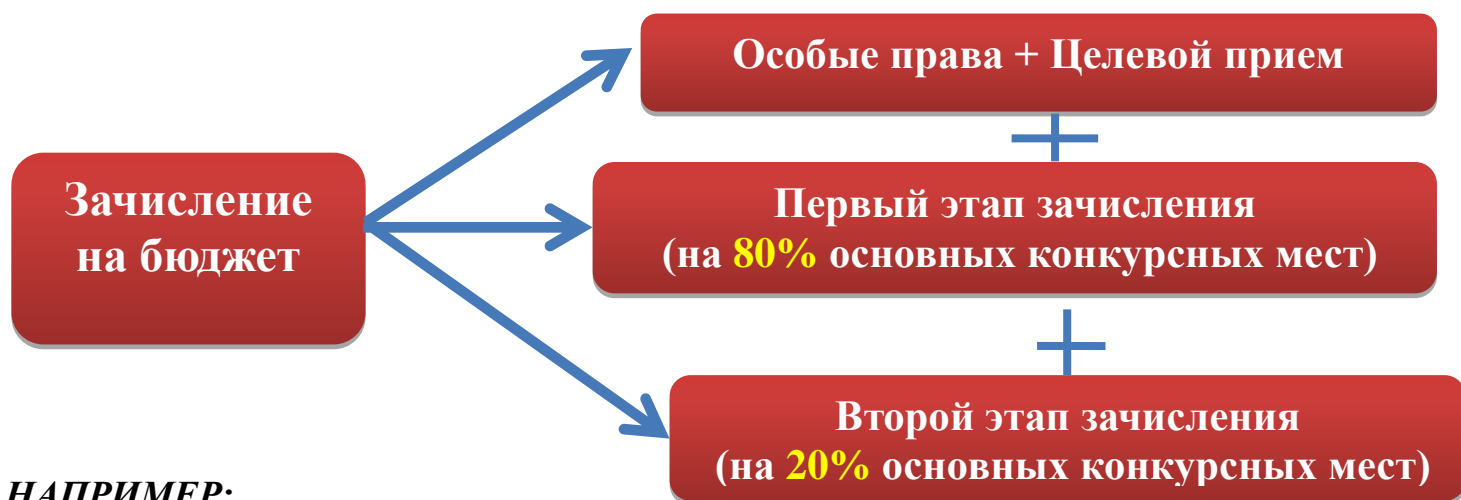 Особые права + Целевой прием
Зачисление
на бюджет
Первый этап зачисления
(на 80% основных конкурсных мест)
Второй этап зачисления
(на 20% основных конкурсных мест)
НАПРИМЕР: